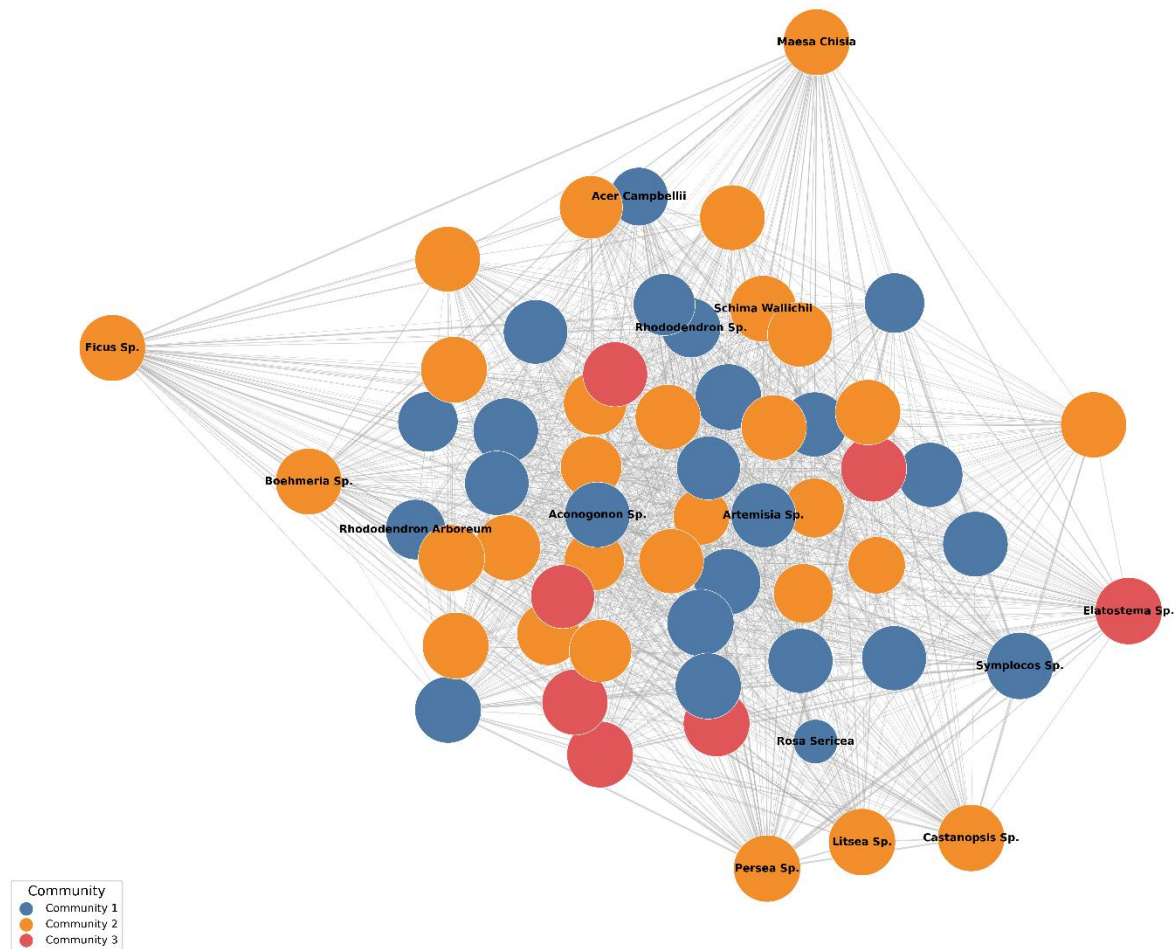 Maesa Chisia
Acer Campbellii
Schima Wallichii
Rhododendron Sp.
Ficus Sp.
Boehmeria Sp.
Aconogonon Sp.
Artemisia Sp.
Rhododendron Arboreum
Elatostema Sp.
Symplocos Sp.
Rosa Sericea
Castanopsis Sp.
Litsea Sp.
Persea Sp.
Community
Community 1
Community 2
Community 3